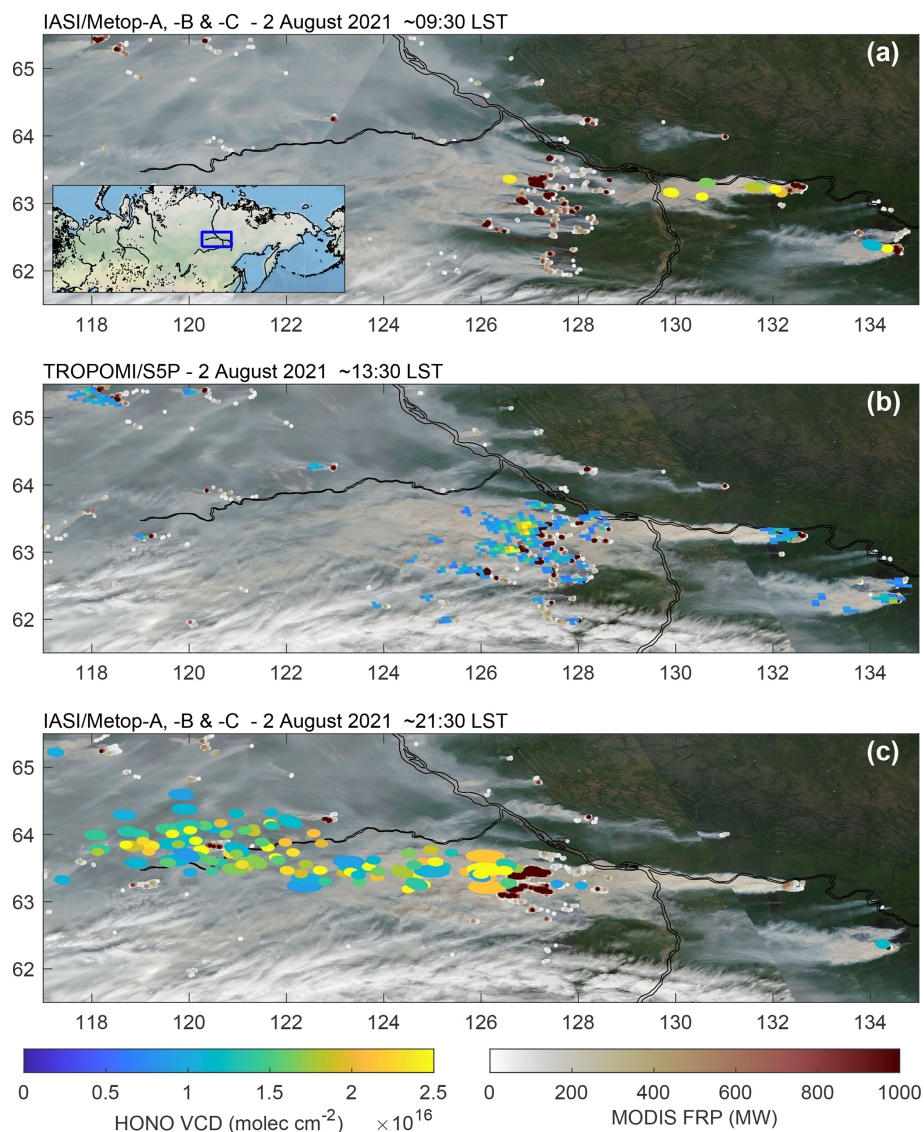 IASI/Metop-A, -B & -C - 2 August 2021 ~09:30 LST
(a)
65
64
63
62
118 120 122 124 126 128 130 132 134
TROPOMI/S5P - 2 August 2021 ~13:30 LST
(b)
65
64
63
62
118 120 122 124 126 128 130 132 134
IASI/Metop-A, -B & -C - 2 August 2021 ~21:30 LST
(c)
65
64
63
62
118 120 122 124 126 128 130 132 134
0 0.5 1 1.5 2 2.5
HONO VCD (molec cm⁻²) ×10¹⁶
0 200 400 600 800 1000
MODIS FRP (MW)